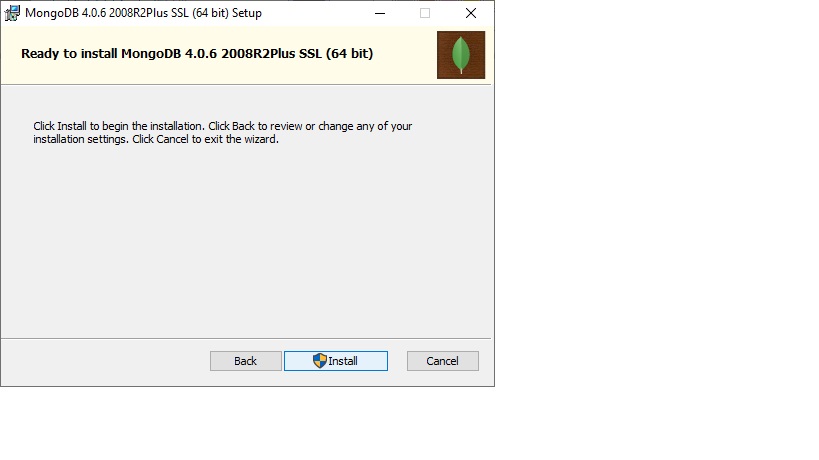 MongoDB 4.0.6 2008R2Plus SSL (64 bit) Setup
Ready to install MongoDB 4.0.6 2008R2Plus SSL (64 bit)
Click Install to begin the installation. Click Back to review or change any of your
installation settings. Click Cancel to exit the wizard.
Back
Install
Cancel